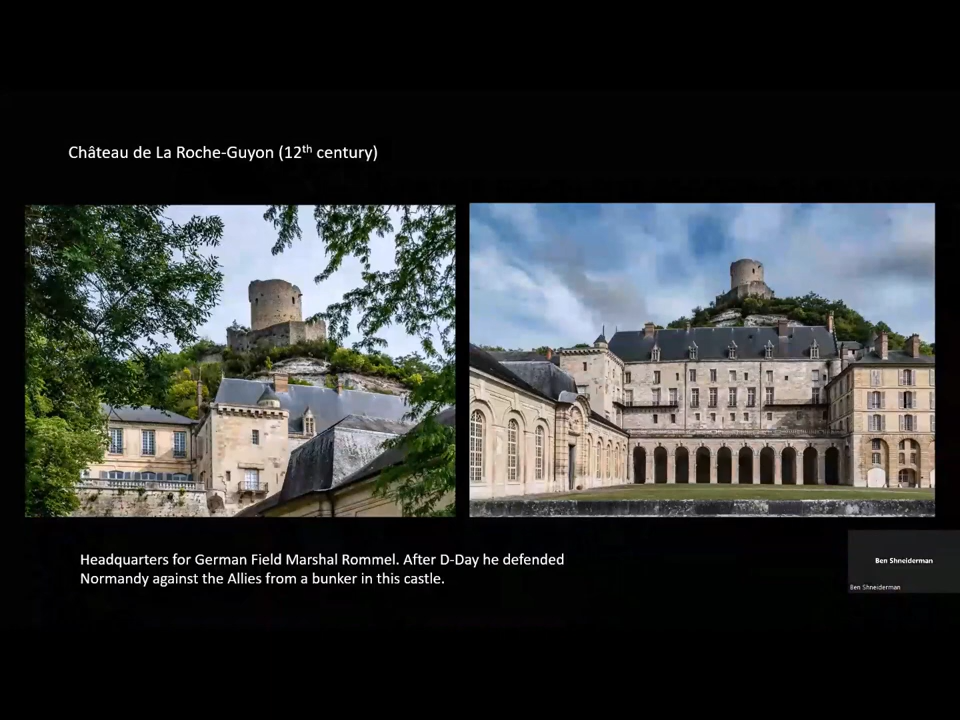 Château de La Roche-Guyon (12th century)
Headquarters for German Field Marshal Rommel. After D-Day he defended
Normandy against the Allies from a bunker in this castle.
Ben Shneiderman
Ben Shneiderman